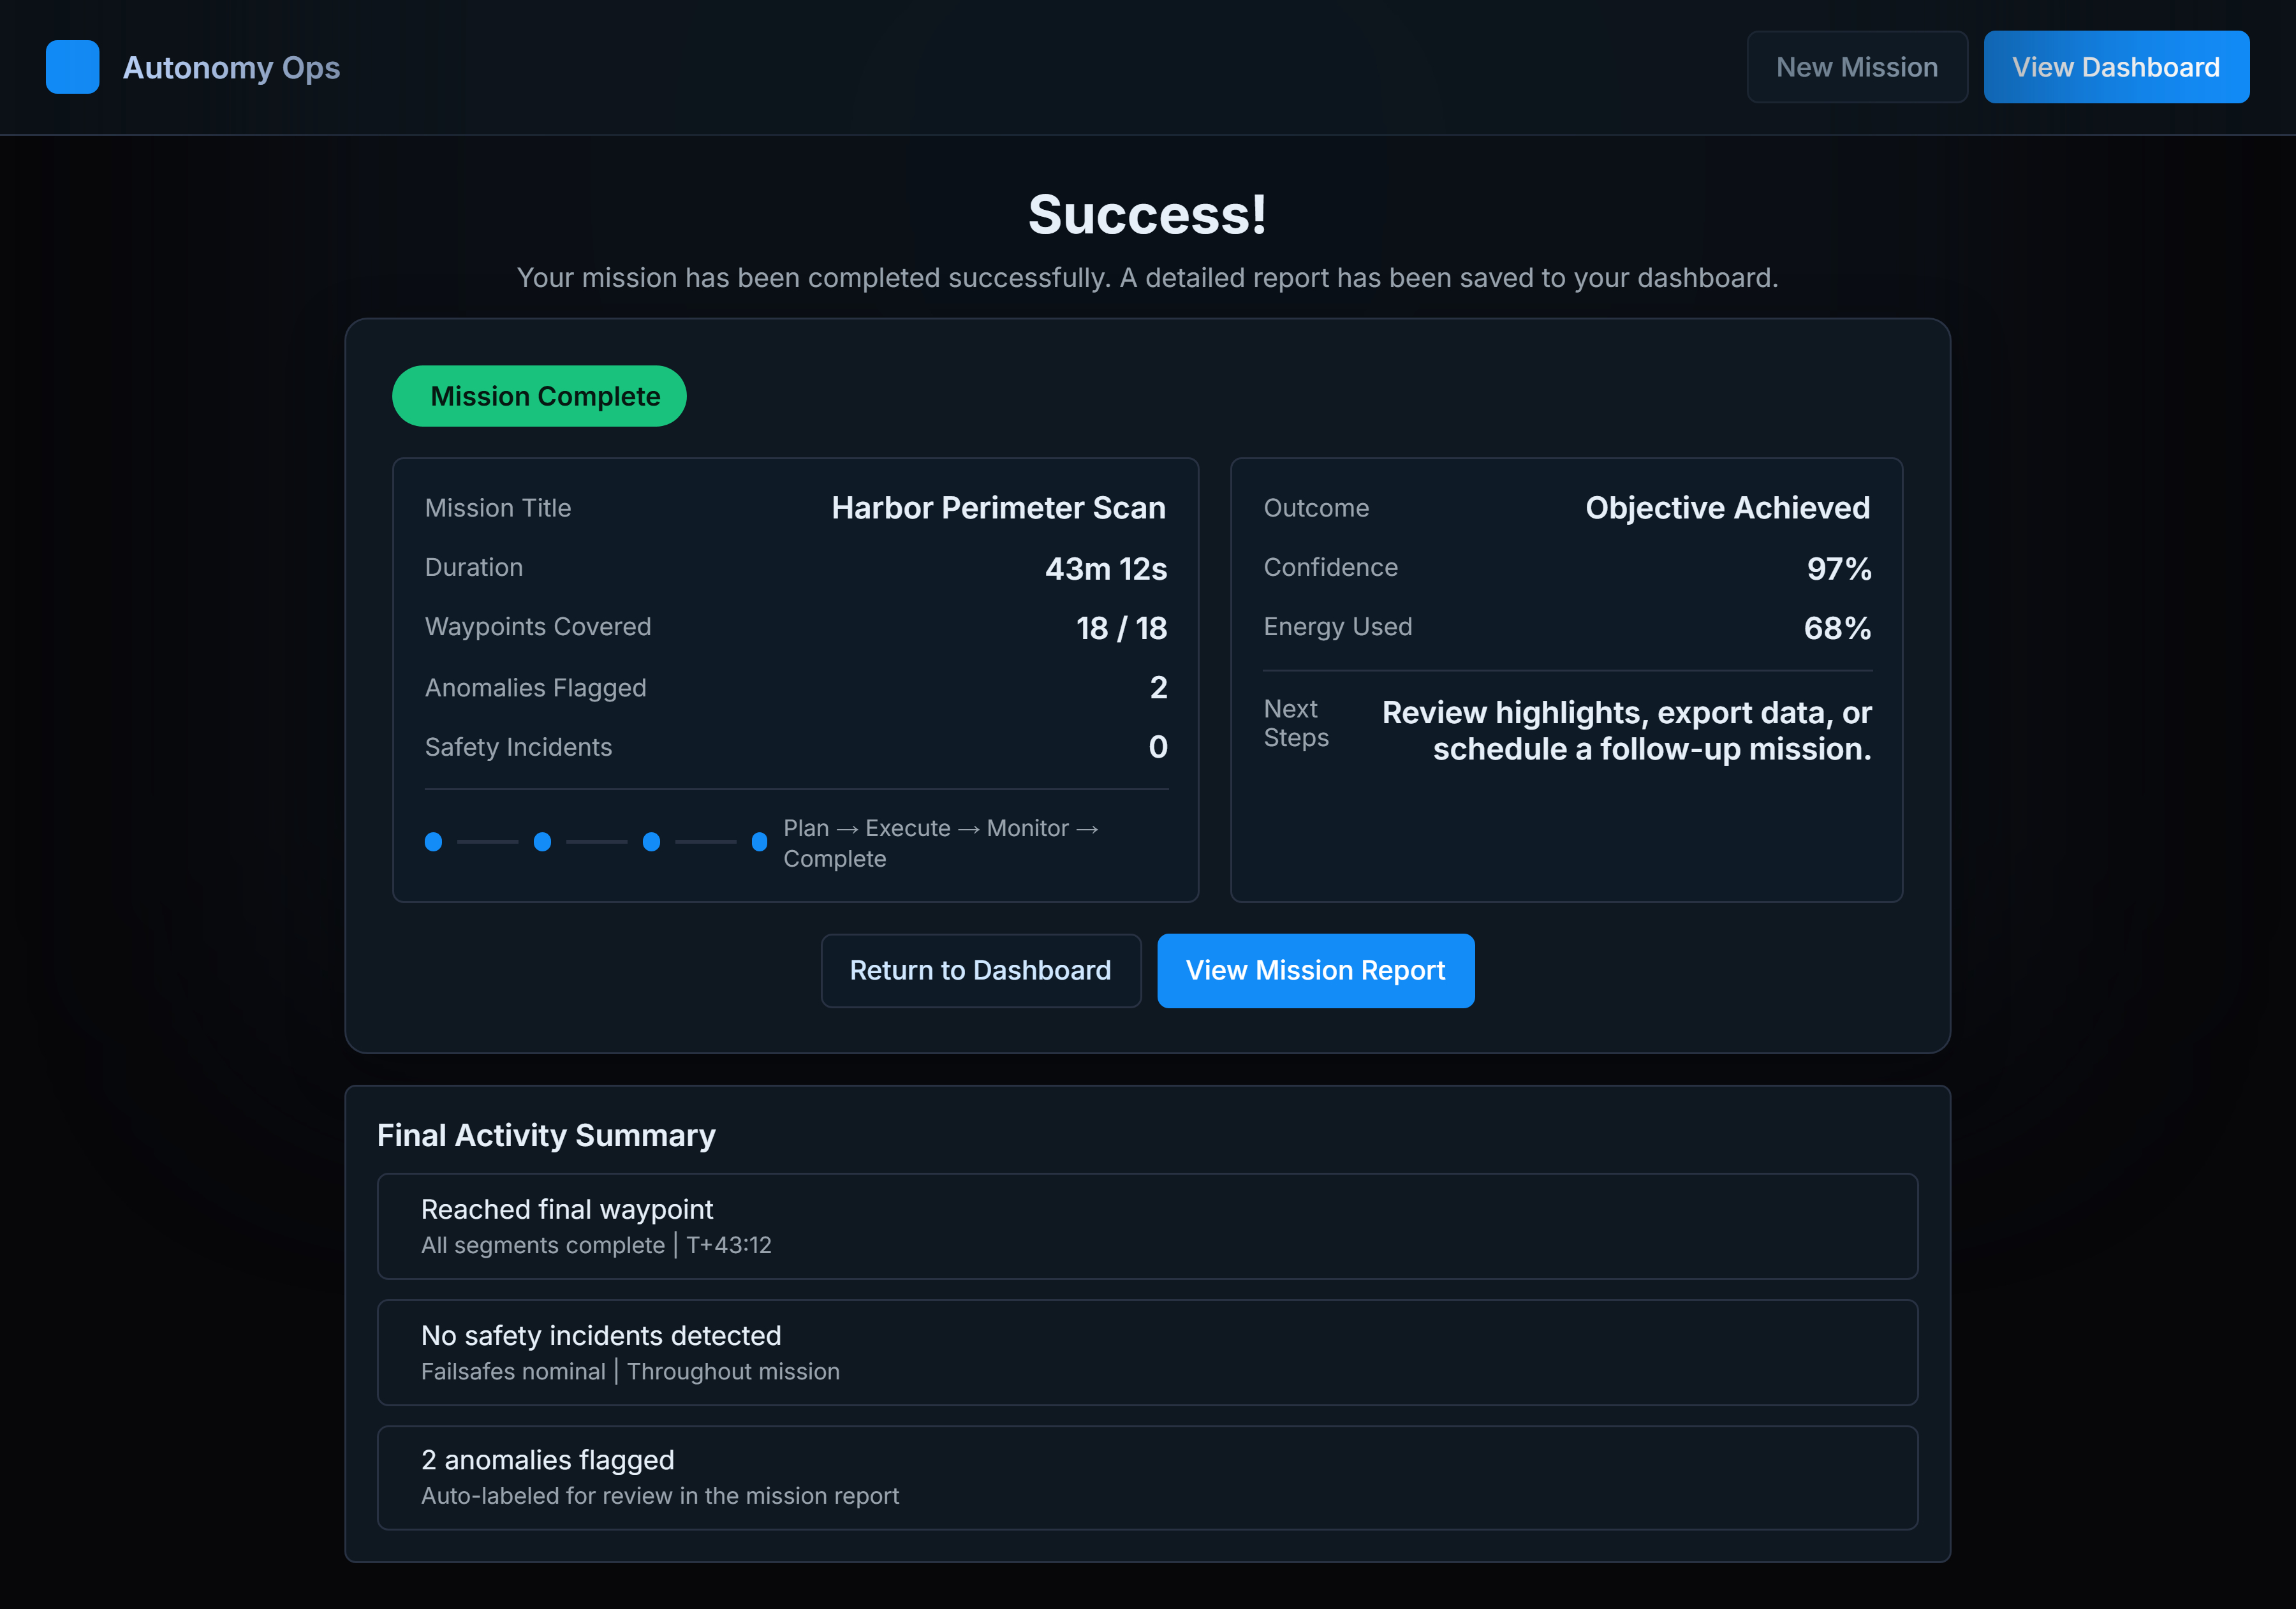 Autonomy Ops
New Mission
View Dashboard
Success!
Your mission has been completed successfully. A detailed report has been saved to your dashboard.
Mission Complete
Mission Title
Harbor Perimeter Scan
Duration
43m 12s
Waypoints Covered
18 / 18
Anomalies Flagged
2
Safety Incidents
0
Plan → Execute → Monitor →
Complete
Outcome
Objective Achieved
Confidence
97%
Energy Used
68%
Next
Steps
Review highlights, export data, or
schedule a follow-up mission.
Return to Dashboard
View Mission Report
Final Activity Summary
Reached final waypoint
All segments complete | T+43:12
No safety incidents detected
Failsafes nominal | Throughout mission
2 anomalies flagged
Auto-labeled for review in the mission report